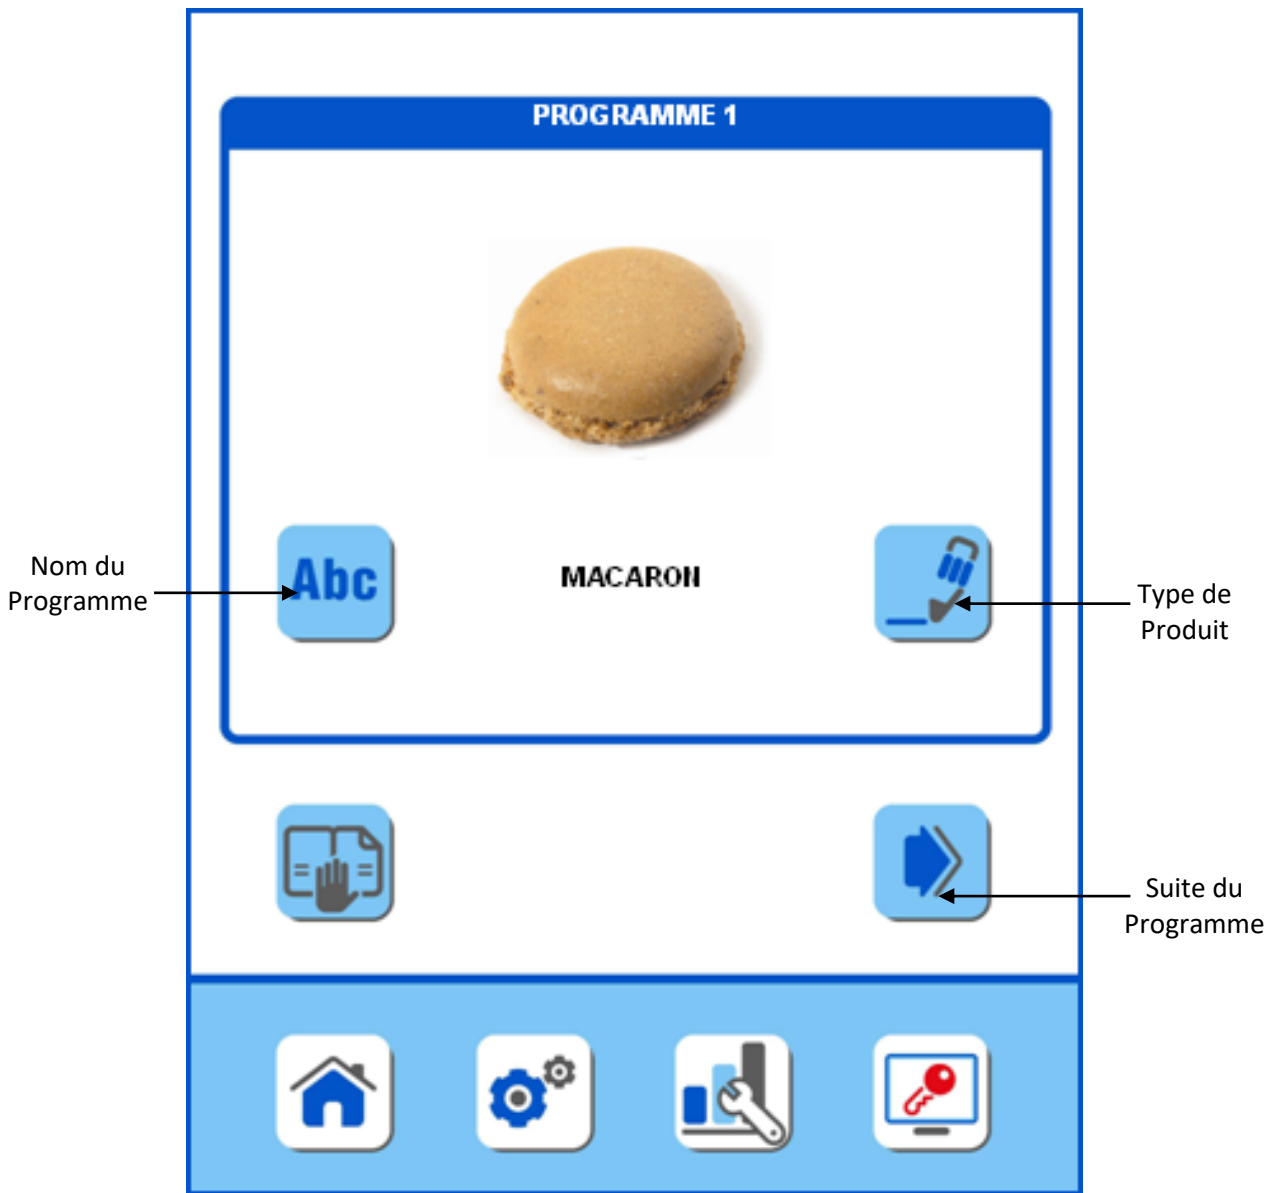 PROGRAMME 1
Abc
MACARON
Nom du
Programme
Type de
Produit
Suite du
Programme